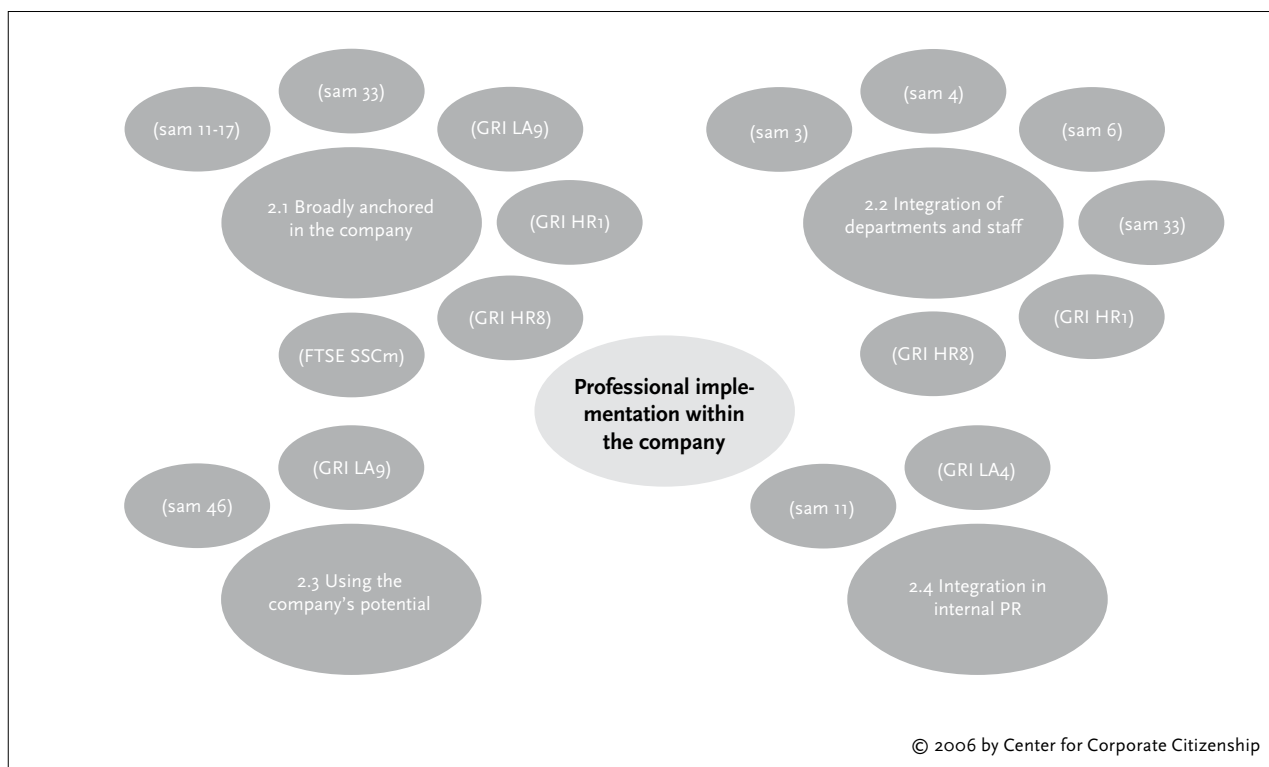 (sam 33)
(sam 11-17)
(GRI LA9)
2.1 Broadly anchored
in the company
(GRI HR1)
(GRI HR8)
(FTSE SSCm)
(sam 4)
(sam 3)
(sam 6)
2.2 Integration of
departments and staff
(sam 33)
(GRI HR1)
(GRI HR8)
Professional imple-
mentation within
the company
(GRI LA9)
(sam 46)
2.3 Using the
company's potential
(GRI LA4)
(sam 11)
2.4 Integration in
internal PR
© 2006 by Center for Corporate Citizenship